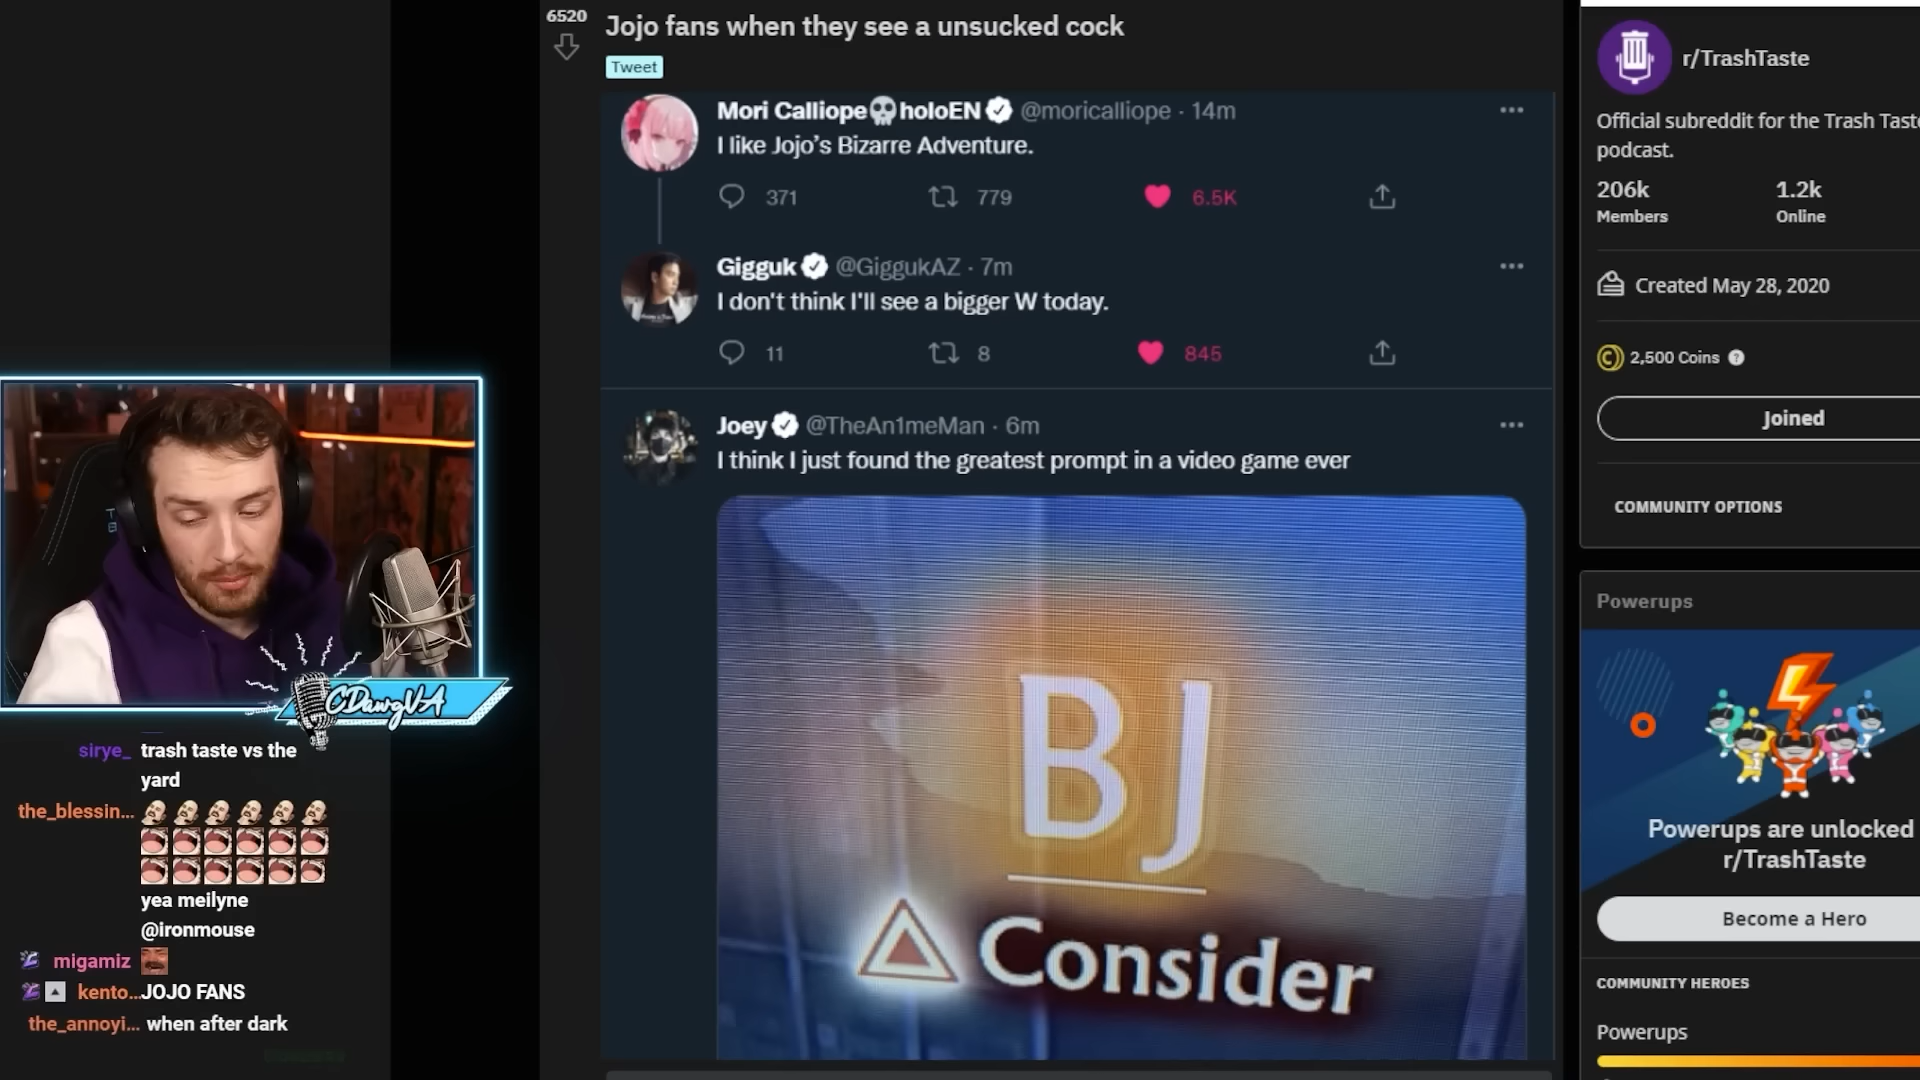 6520
Jojo fans when they see a unsucked cock
Tweet
Mori Calliope💀holoEN @moricalliope · 14m
I like Jojo's Bizarre Adventure.
371 779 6.5K
Gigguk @GiggukAZ · 7m
I don't think I'll see a bigger W today.
11 8 845
Joey @TheAn1meMan · 6m
I think I just found the greatest prompt in a video game ever
BJ
Consider
r/TrashTaste
Official subreddit for the Trash Taste
podcast.
206k 1.2k
Members Online
Created May 28, 2020
2,500 Coins ?
Joined
COMMUNITY OPTIONS
Powerups
Powerups are unlocked
r/TrashTaste
Become a Hero
COMMUNITY HEROES
Powerups
CDawgVA
sirye_ trash taste vs the
yard
the_blessin...
yea meilyne
@ironmouse
migamiz
kento...JOJO FANS
the_annoyi... when after dark